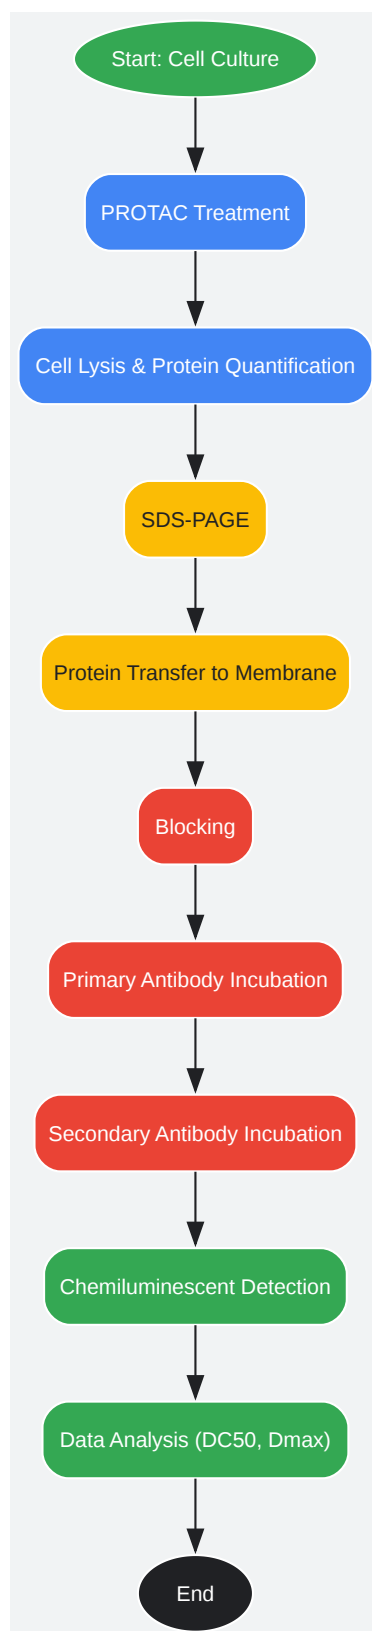 Start: Cell Culture
PROTAC Treatment
Cell Lysis & Protein Quantification
SDS-PAGE
Protein Transfer to Membrane
Blocking
Primary Antibody Incubation
Secondary Antibody Incubation
Chemiluminescent Detection
Data Analysis (DC50, Dmax)
End